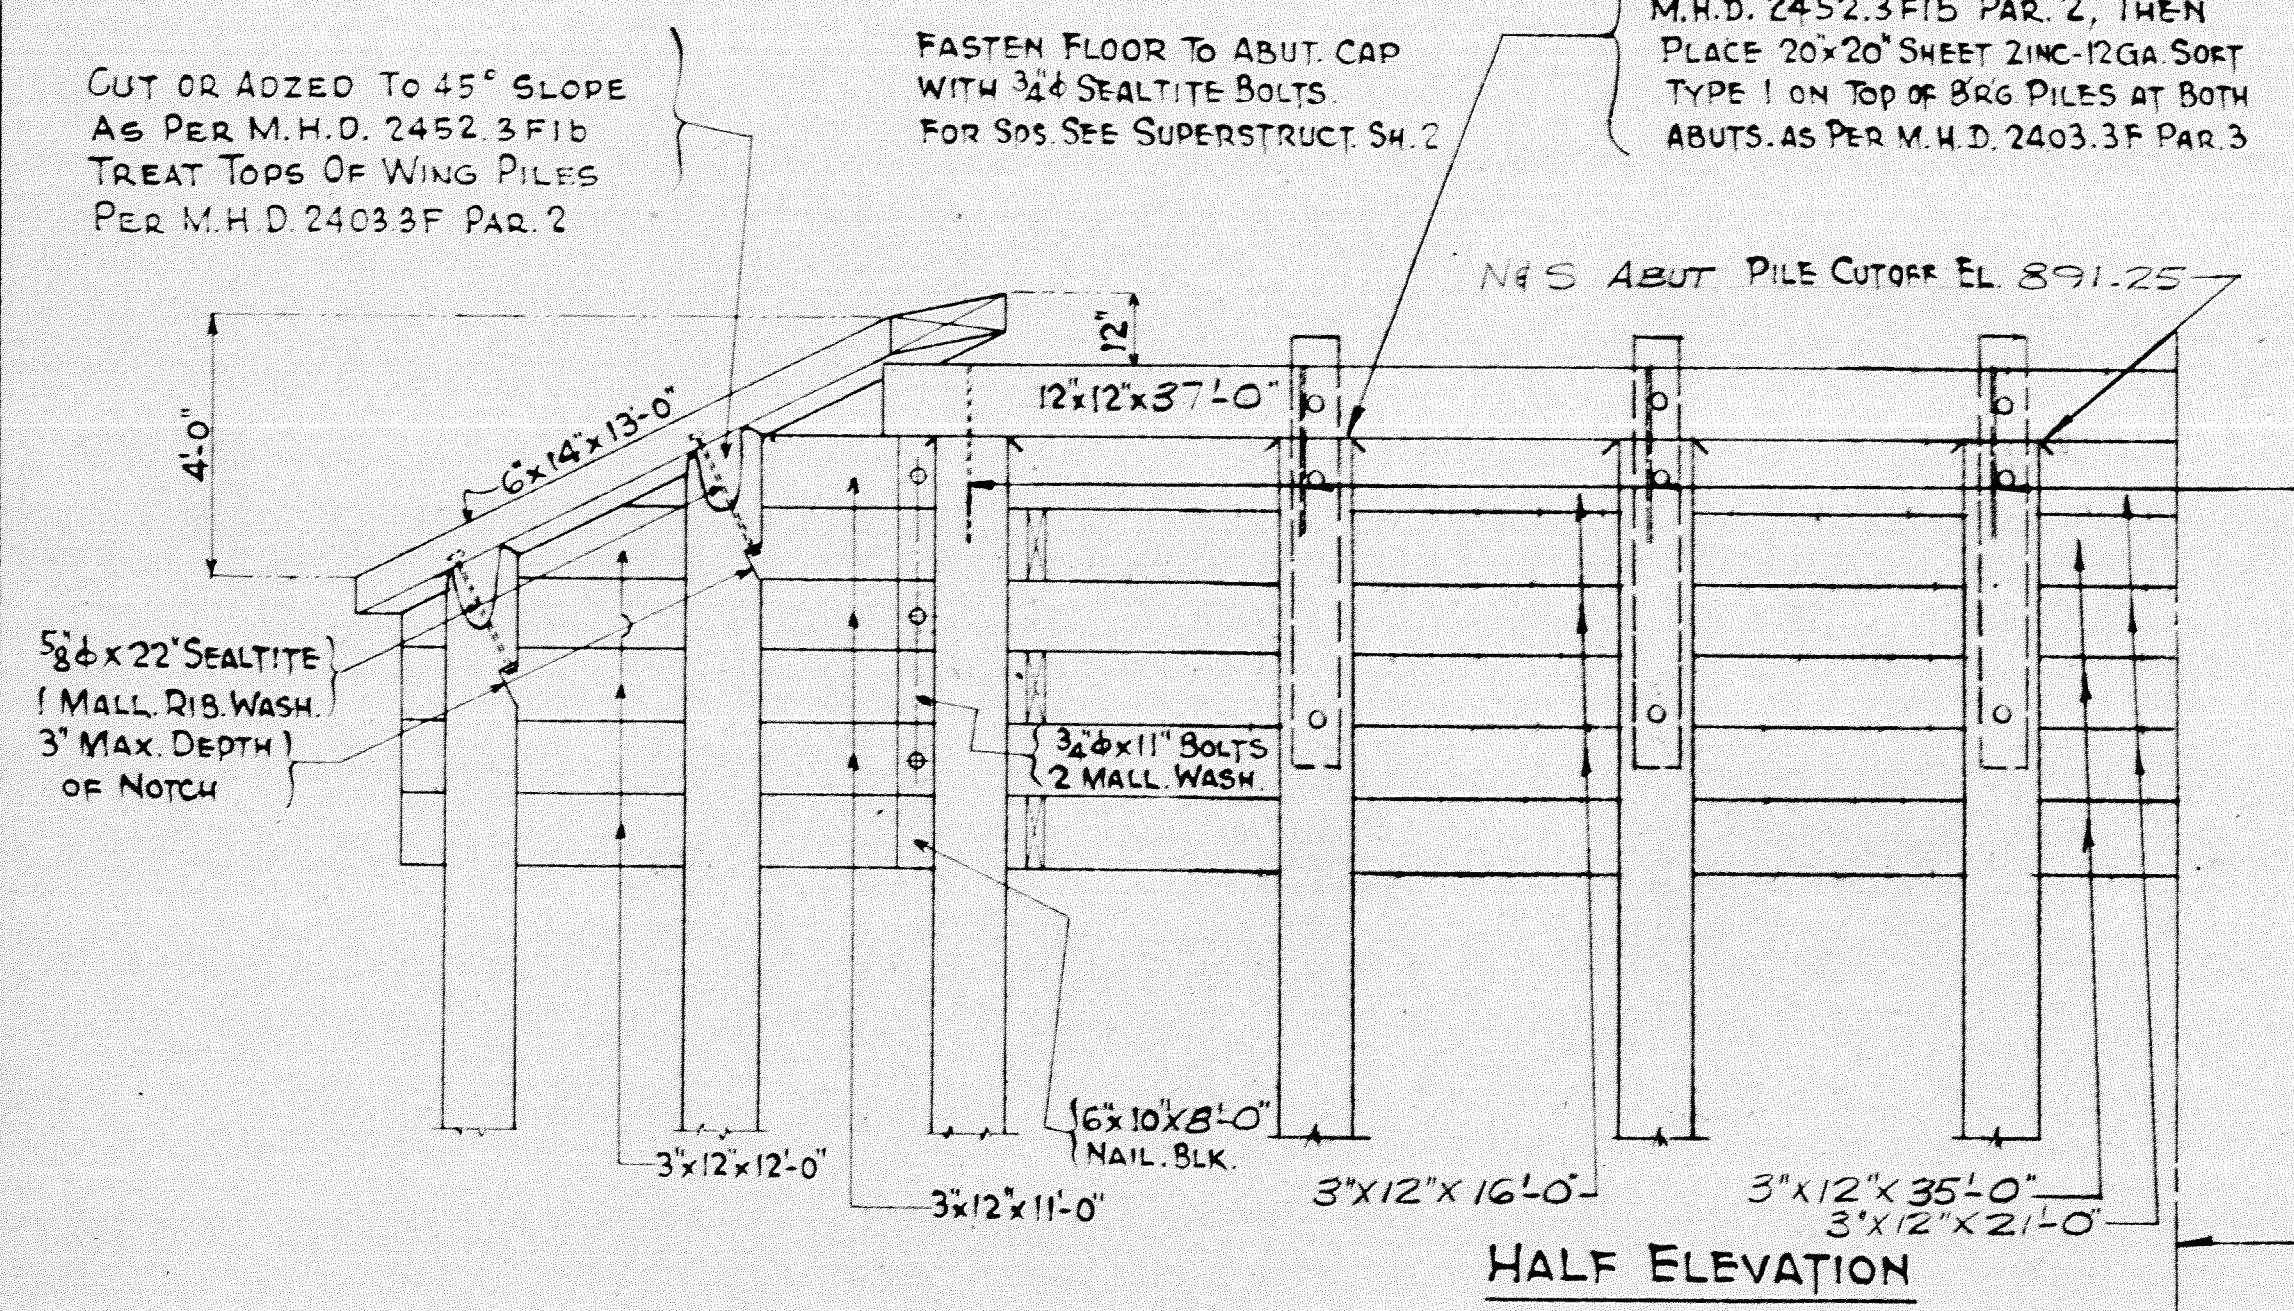 CUT OR ADZED TO 45° SLOPE
AS PER M.H.D. 2452.3F1b
TREAT TOPS OF WING PILES
PER M.H.D. 2403.3F PAR. 2
FASTEN FLOOR TO ABUT. CAP
WITH 3/4"ϕ SEALTITE BOLTS.
FOR SPS. SEE SUPERSTRUCT. SH. 2
M.H.D. 2452.3F1b PAR. 2, THEN
PLACE 20"x20" SHEET ZINC-12GA. SOFT
TYPE 1 ON TOP OF BRG. PILES AT BOTH
ABUTS. AS PER M.H.D. 2403.3F PAR.3
N & S ABUT PILE CUTOFF EL. 891.25
4'-0"
6"x14"x13'-0"
12"
12"x12"x37'-0"
5/8"ϕ x 22" SEALTITE
1 MALL. RIB. WASH.
3" MAX. DEPTH
OF NOTCH
3/4"ϕ x 11" BOLTS
2 MALL. WASH.
6"x10"x8'-0"
NAIL. BLK.
3"x12"x12'-0"
3"x12"x11'-0"
3"x12"x16'-0"
3"x12"x35'-0"
3"x12"x21'-0"
HALF ELEVATION